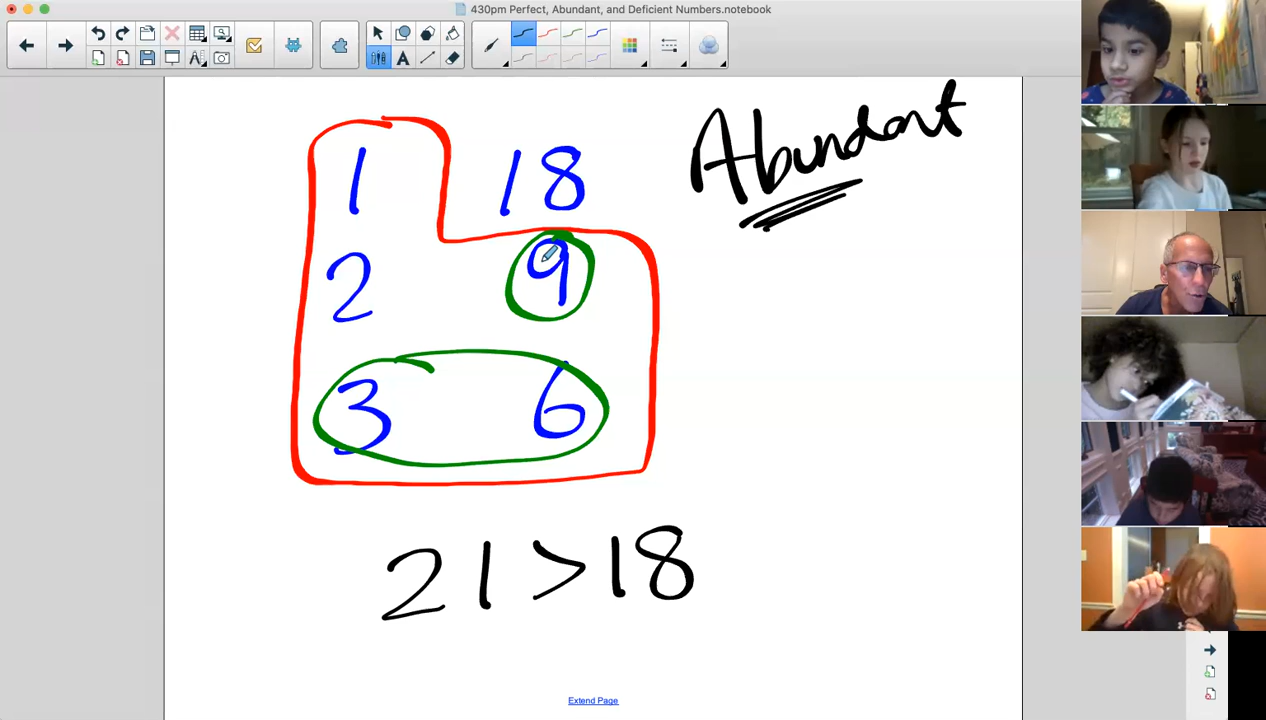 430pm Perfect, Abundant, and Deficient Numbers.notebook
Abundant
1 18
2 9
3 6
21>18
Extend Page